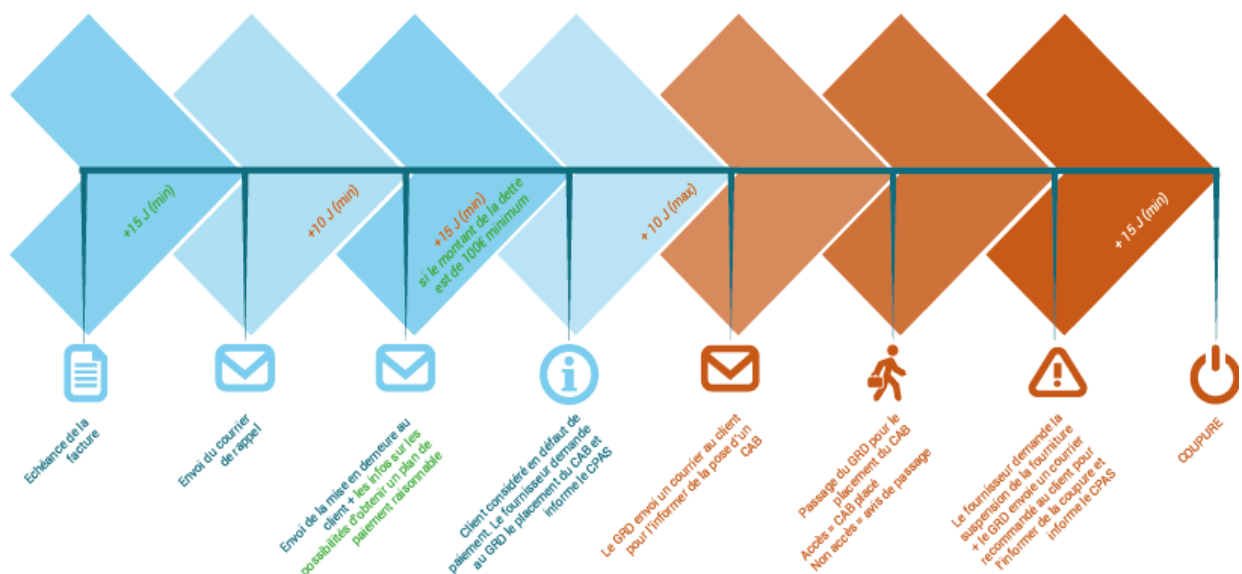 +15 J (min)
+10 J (min)
+15 J (min)
si le montant de la dette
est de 100€ minimum
+ 10 J (max)
+ 15 J (min)
Echéance de la
facture
Envoi du courrier
de rappel
Envoi de la mise en demeure au
client + les infos sur les
possibilités d'obtenir un plan de
paiement raisonnable
Client considéré en défaut de
paiement. Le fournisseur demande
au GRD le placement du CAB et
informe le CPAS
Le GRD envoi un courrier au client
pour l'informer de la pose d'un
CAB
Passage du GRD pour le
placement du CAB
Accès = CAB placé
Non accès = avis de passage
Le fournisseur demande la
suspension de la fourniture
+ le GRD envoie un courrier
recommandé au client pour
l'informer de la coupure et
informe le CPAS
COUPURE